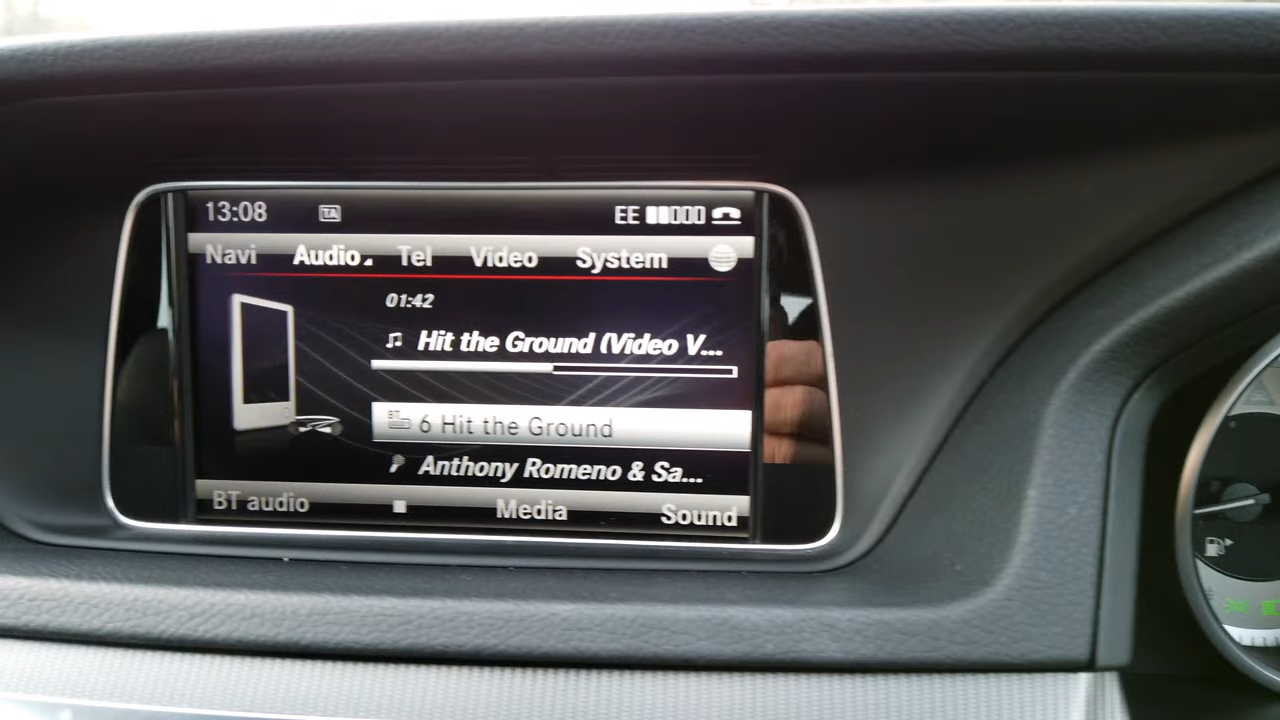 13:08 TA EE
Navi Audio Tel Video System
01:42
Hit the Ground (Video V...
BT 6 Hit the Ground
Anthony Romeno & Sa...
BT audio Media Sound